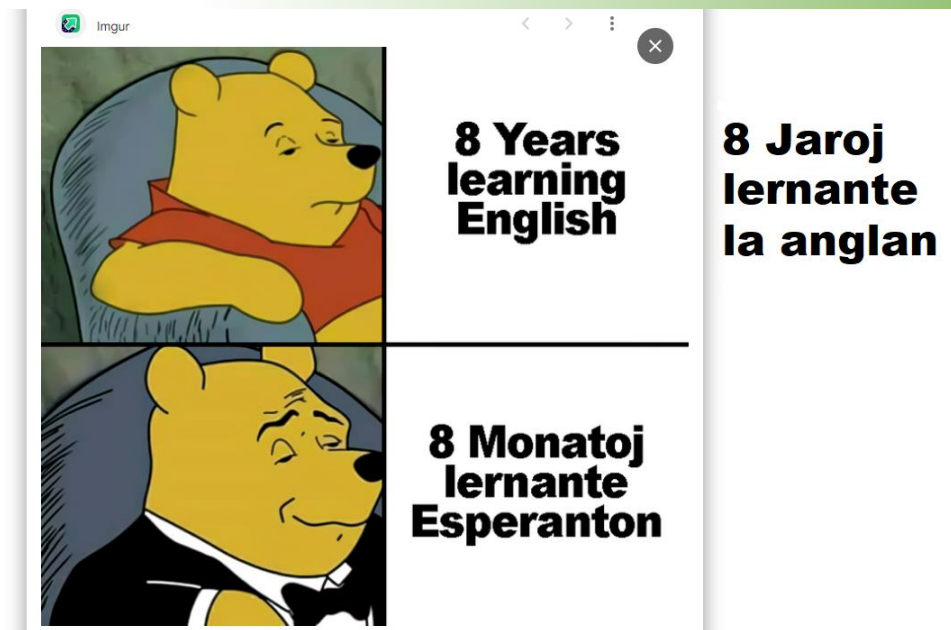 Imgur
8 Years
learning
English
8 Jaroj
lernante
la anglan
8 Monatoj
lernante
Esperanton